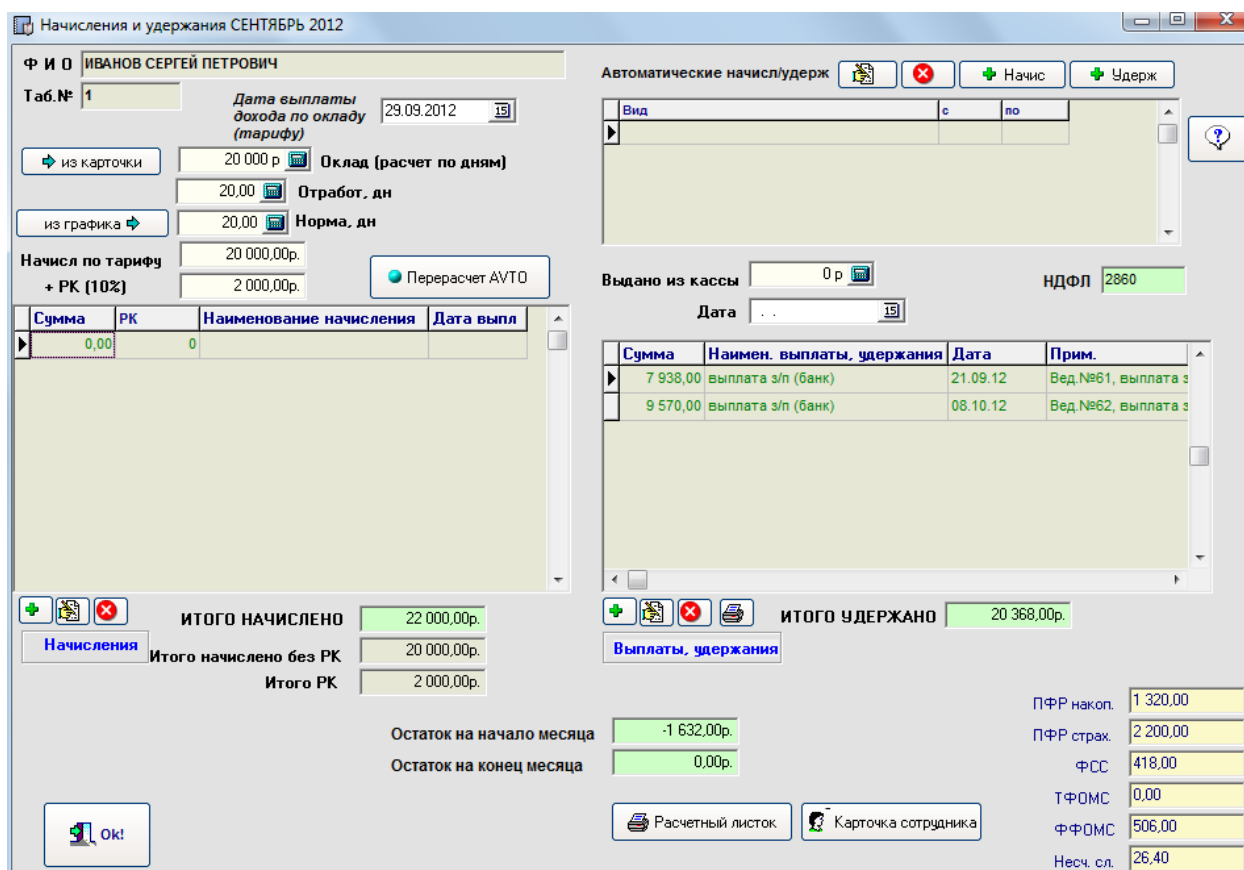 Начисления и удержания СЕНТЯБРЬ 2012
Ф И О ИВАНОВ СЕРГЕЙ ПЕТРОВИЧ
Таб.№ 1
Дата выплаты
дохода по окладу
(тарифу)
29.09.2012 15
из карточки 20 000 р Оклад (расчет по дням)
20,00 Отработ, дн
из графика 20,00 Норма, дн
Начисл по тарифу 20 000,00р.
+ РК (10%) 2 000,00р.
Перерасчет AVTO
Сумма РК Наименование начисления Дата выпл
0,00 0
Начисления
ИТОГО НАЧИСЛЕНО 22 000,00р.
Итого начислено без РК 20 000,00р.
Итого РК 2 000,00р.
Автоматические начисл/удерж Начис Удерж
Вид с по
?
Выдано из кассы 0 р
НДФЛ 2860
Дата . . 15
Сумма Наимен. выплаты, удержания Дата Прим.
7 938,00 выплата з/п (банк) 21.09.12 Вед.№61, выплата з
9 570,00 выплата з/п (банк) 08.10.12 Вед.№62, выплата з
ИТОГО УДЕРЖАНО 20 368,00р.
Выплаты, удержания
Остаток на начало месяца -1 632,00р.
Остаток на конец месяца 0,00р.
Ok!
Расчетный листок Карточка сотрудника
ПФР накоп. 1 320,00
ПФР страх. 2 200,00
ФСС 418,00
ТФОМС 0,00
ФФОМС 506,00
Несч. сл. 26,40